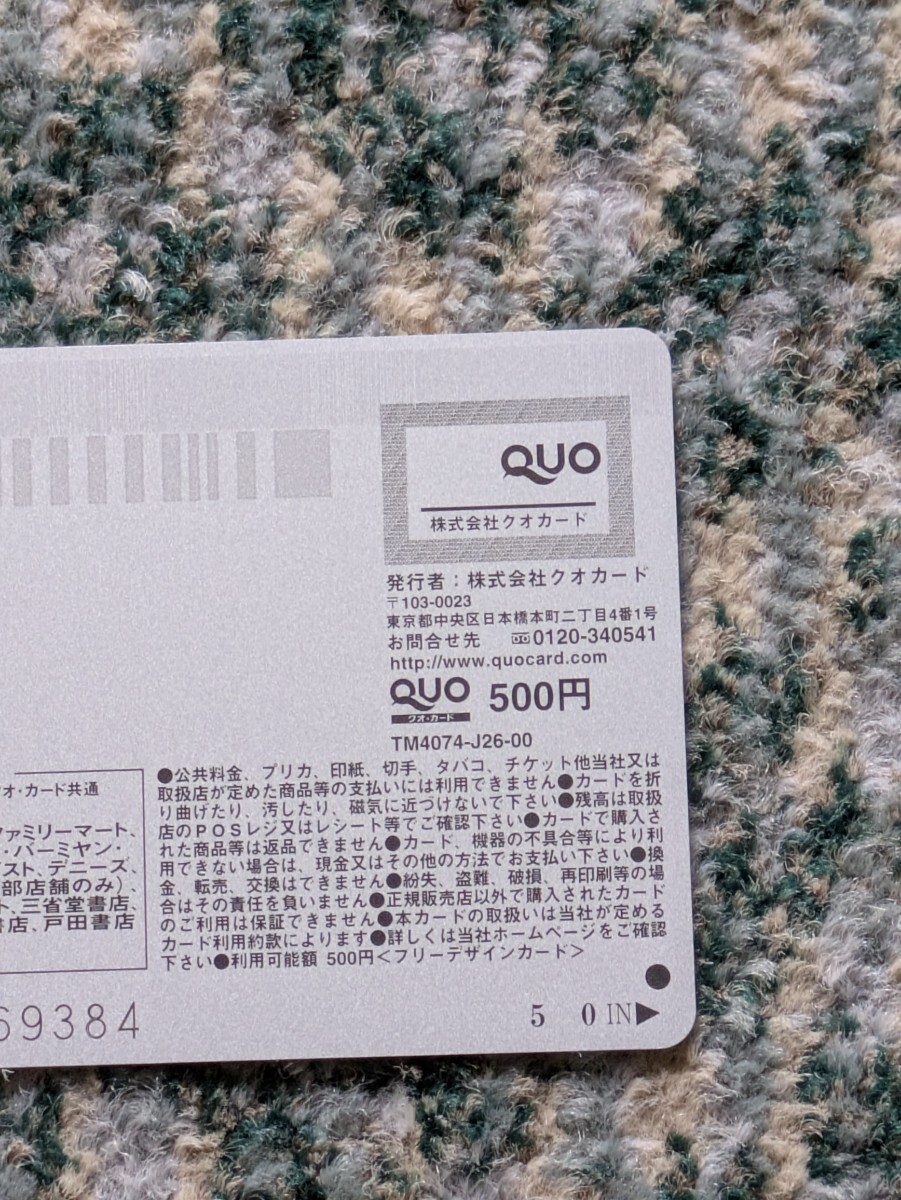 QUO
株式会社クオカード
発行者：株式会社クオカード
〒103-0023
東京都中央区日本橋本町二丁目4番1号
お問合せ先 0120-340541
http://www.quocard.com
QUO 500円
クオ・カード
TM4074-J26-00
オ・カード共通
ファミリーマート、
・バーミヤン・
スト、デニーズ、
部店舗のみ）、
ト、三省堂書店、
書店、戸田書店
●公共料金、プリカ、印紙、切手、タバコ、チケット他当社又は
取扱店が定めた商品等の支払いには利用できません●カードを折
り曲げたり、汚したり、磁気に近づけないで下さい●残高は取扱
店のPOSレジ又はレシート等でご確認下さい●カードで購入さ
れた商品等は返品できません●カード、機器の不具合等により利
用できない場合は、現金又はその他の方法でお支払い下さい●換
金、転売、交換はできません●紛失、盗難、破損、再印刷等の場
合はその責任を負いません●正規販売店以外で購入されたカード
のご利用は保証できません●本カードの取扱いは当社が定める
カード利用約款によります●詳しくは当社ホームページをご確認
下さい●利用可能額 500円＜フリーデザインカード＞
69384
5 0 IN▶